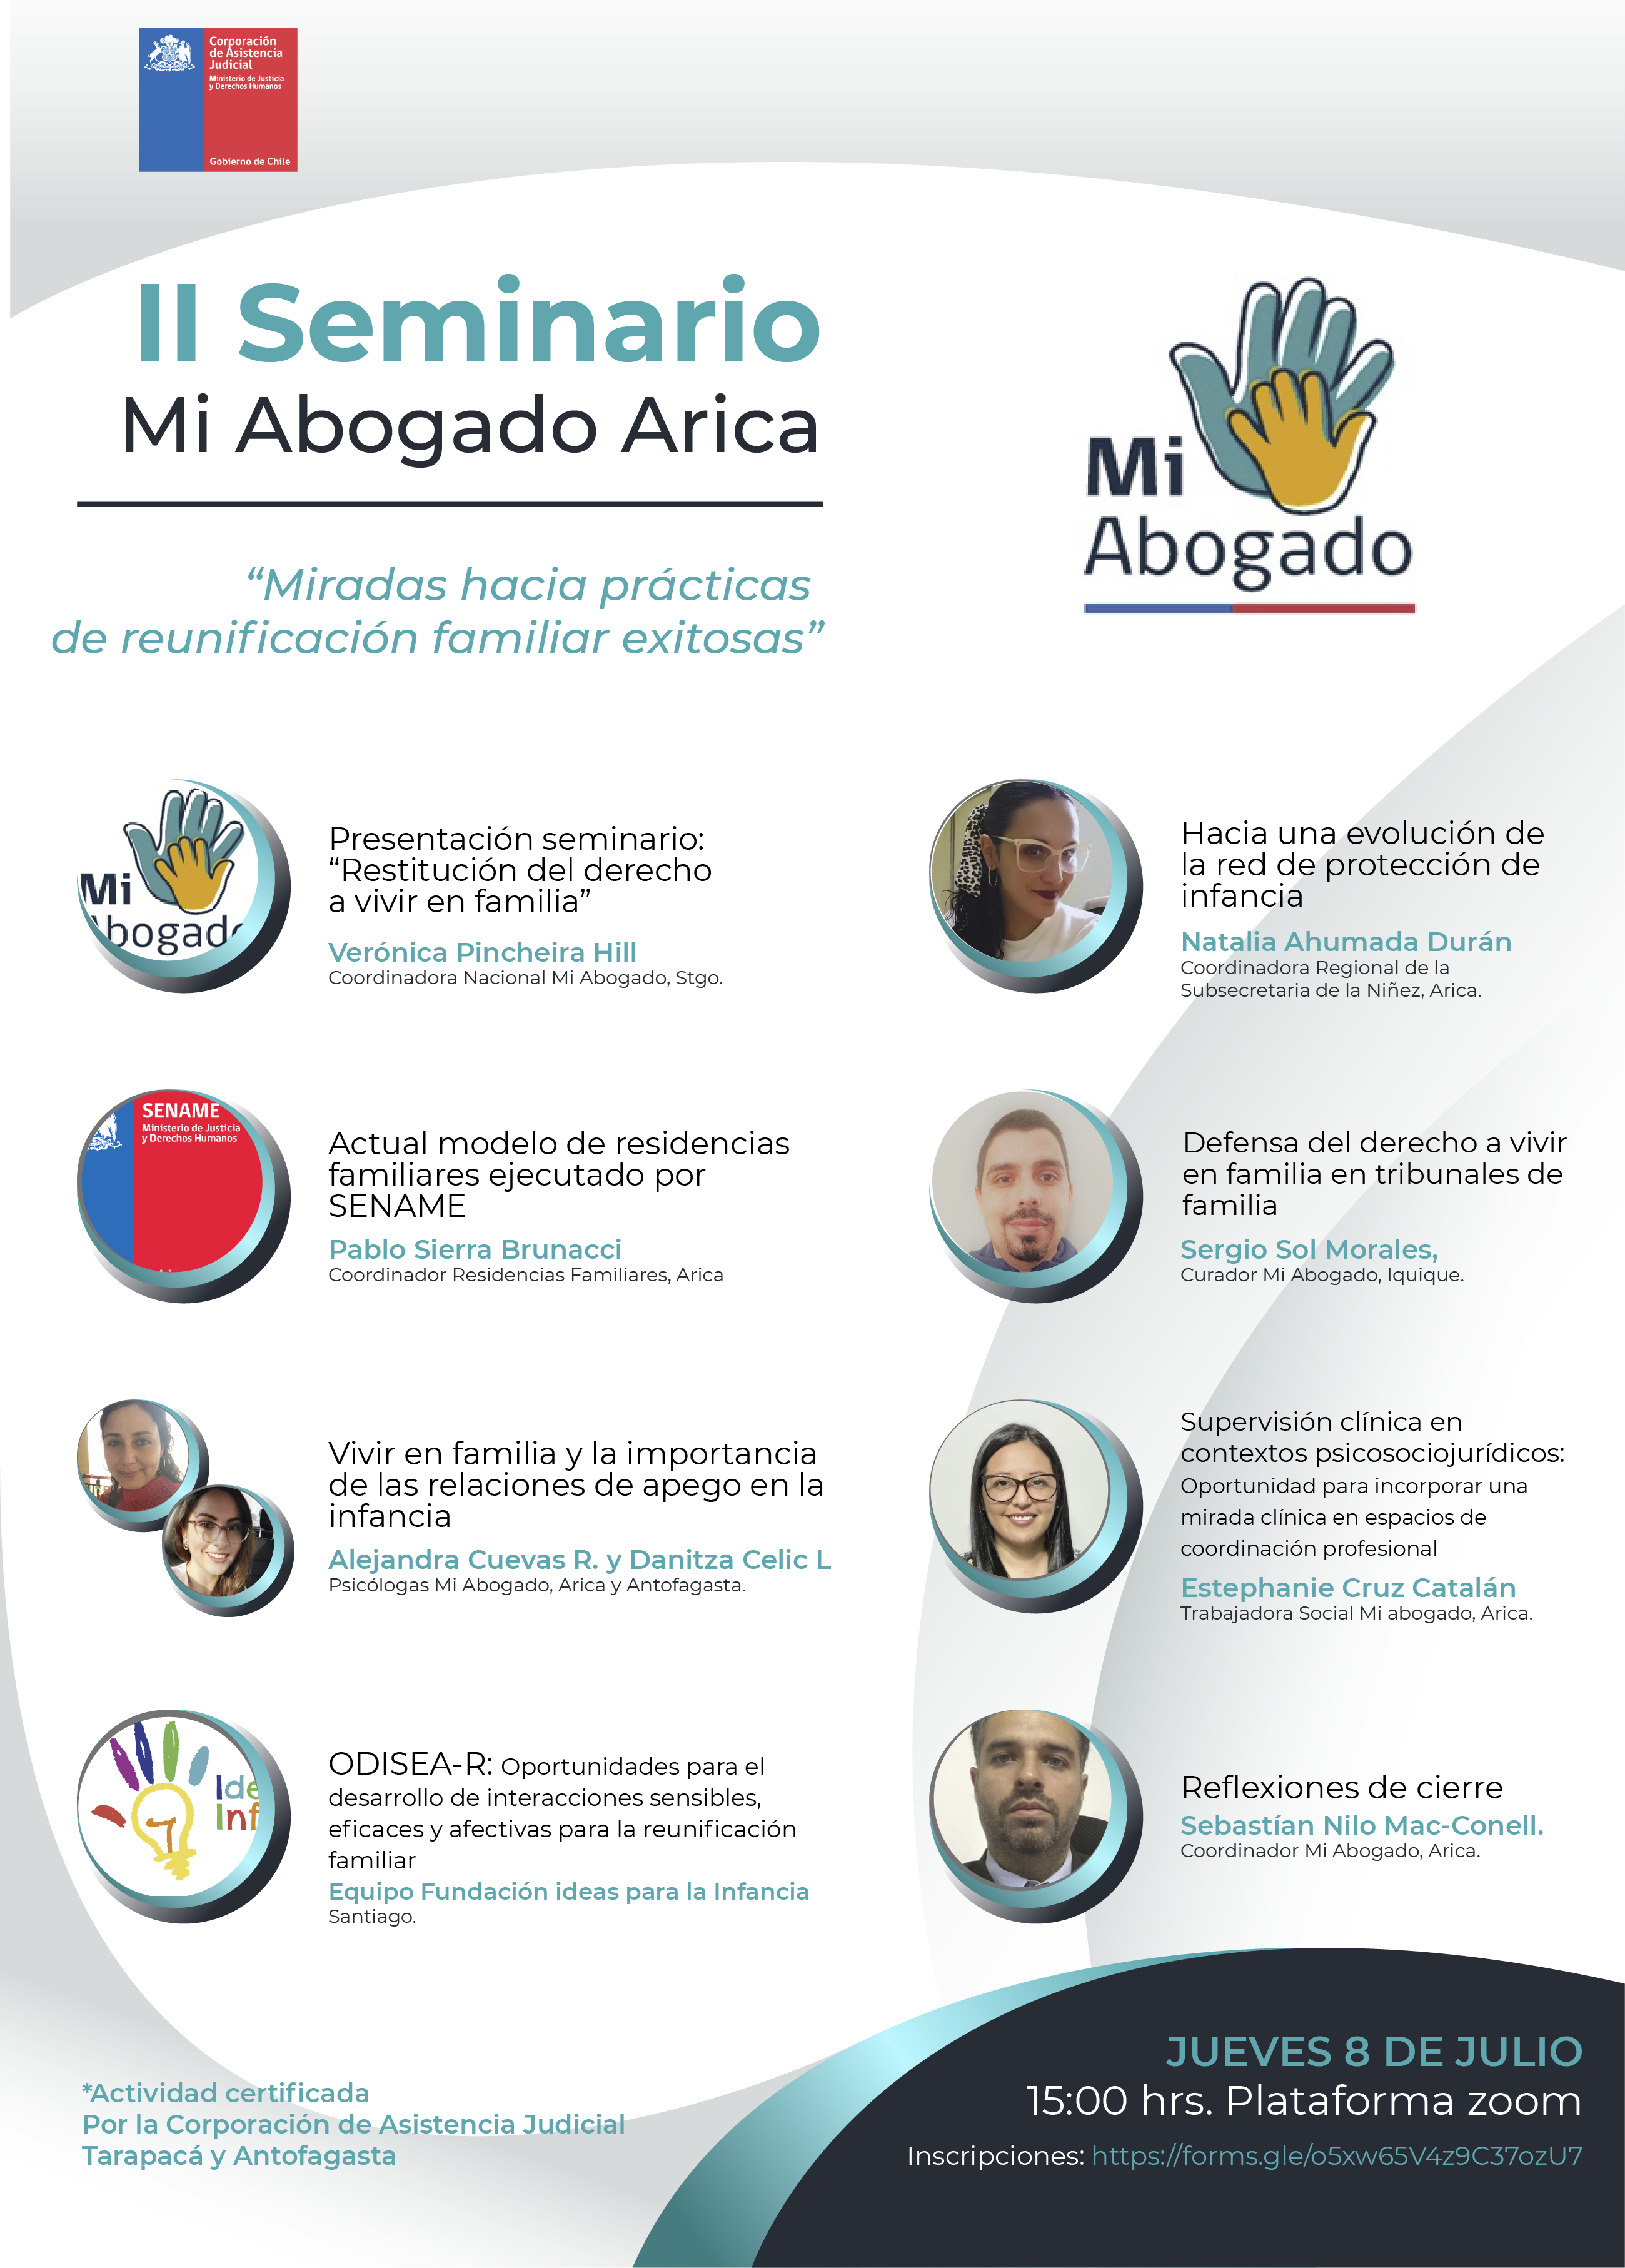 Corporación
de Asistencia
Judicial
Ministerio de Justicia
y Derechos Humanos
Gobierno de Chile
II Seminario
Mi Abogado Arica
“Miradas hacia prácticas
de reunificación familiar exitosas”
Mi
Abogado
Mi
bogad
Presentación seminario:
“Restitución del derecho
a vivir en familia”
Verónica Pincheira Hill
Coordinadora Nacional Mi Abogado, Stgo.
Hacia una evolución de
la red de protección de
infancia
Natalia Ahumada Durán
Coordinadora Regional de la
Subsecretaria de la Niñez, Arica.
SENAME
Ministerio de Justicia
y Derechos Humanos
Actual modelo de residencias
familiares ejecutado por
SENAME
Pablo Sierra Brunacci
Coordinador Residencias Familiares, Arica
Defensa del derecho a vivir
en familia en tribunales de
familia
Sergio Sol Morales,
Curador Mi Abogado, Iquique.
Vivir en familia y la importancia
de las relaciones de apego en la
infancia
Alejandra Cuevas R. y Danitza Celic L
Psicólogas Mi Abogado, Arica y Antofagasta.
Supervisión clínica en
contextos psicosociojurídicos:
Oportunidad para incorporar una
mirada clínica en espacios de
coordinación profesional
Estephanie Cruz Catalán
Trabajadora Social Mi abogado, Arica.
Ide
Inf
ODISEA-R: Oportunidades para el
desarrollo de interacciones sensibles,
eficaces y afectivas para la reunificación
familiar
Equipo Fundación ideas para la Infancia
Santiago.
Reflexiones de cierre
Sebastían Nilo Mac-Conell.
Coordinador Mi Abogado, Arica.
*Actividad certificada
Por la Corporación de Asistencia Judicial
Tarapacá y Antofagasta
JUEVES 8 DE JULIO
15:00 hrs. Plataforma zoom
Inscripciones: https://forms.gle/o5xw65V4z9C37ozU7